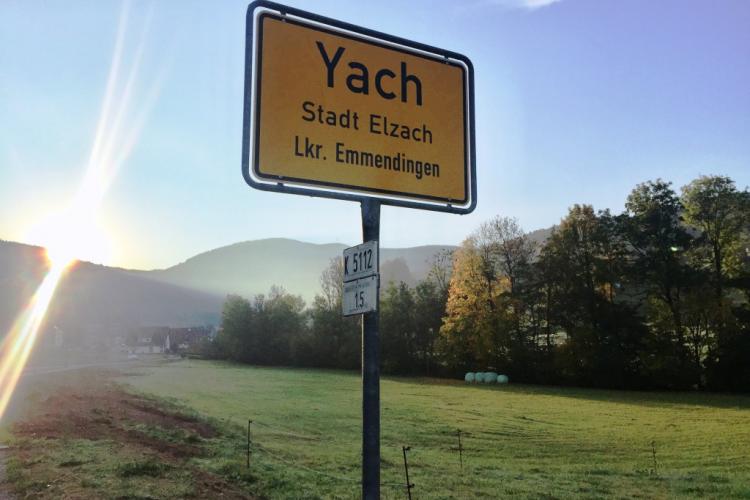 Yach
Stadt Elzach
Lkr. Emmendingen
K 5112
1.5